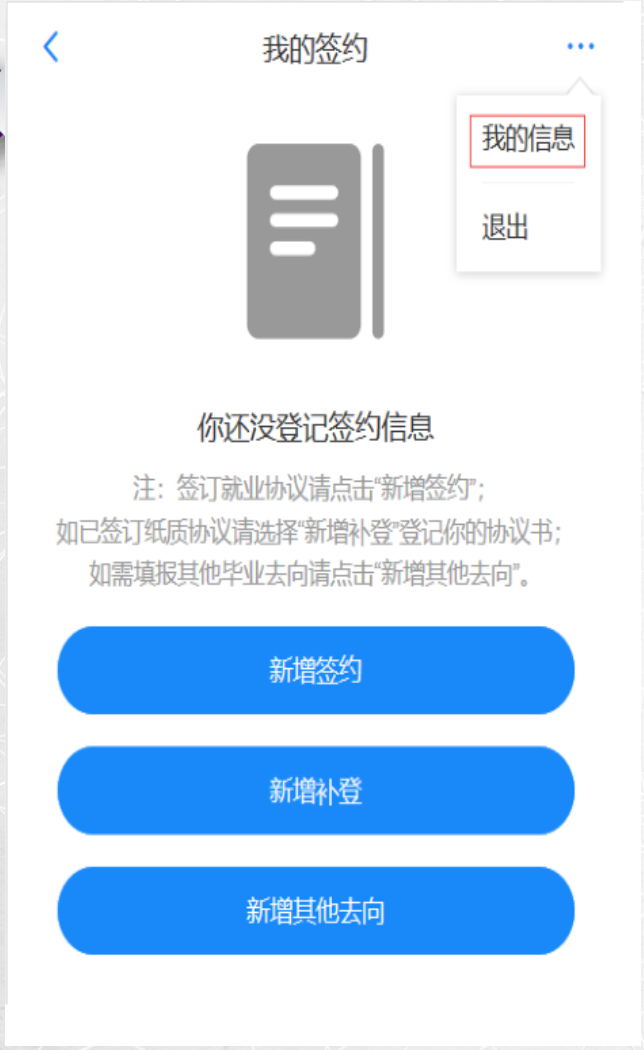 我的签约
我的信息
退出
你还没登记签约信息
注：签订就业协议请点击“新增签约”；
如已签订纸质协议请选择“新增补登”登记你的协议书；
如需填报其他毕业去向请点击“新增其他去向”。
新增签约
新增补登
新增其他去向